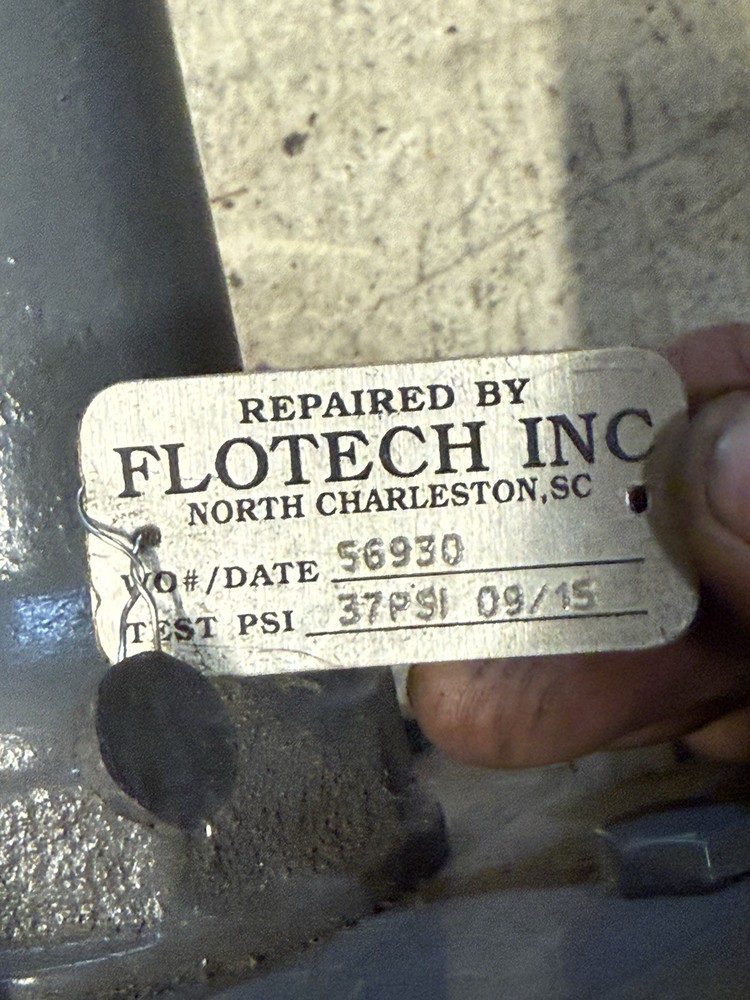 REPAIRED BY
FLOTECH INC
NORTH CHARLESTON, SC
WO#/DATE 56930
TEST PSI 37PSI 09/15